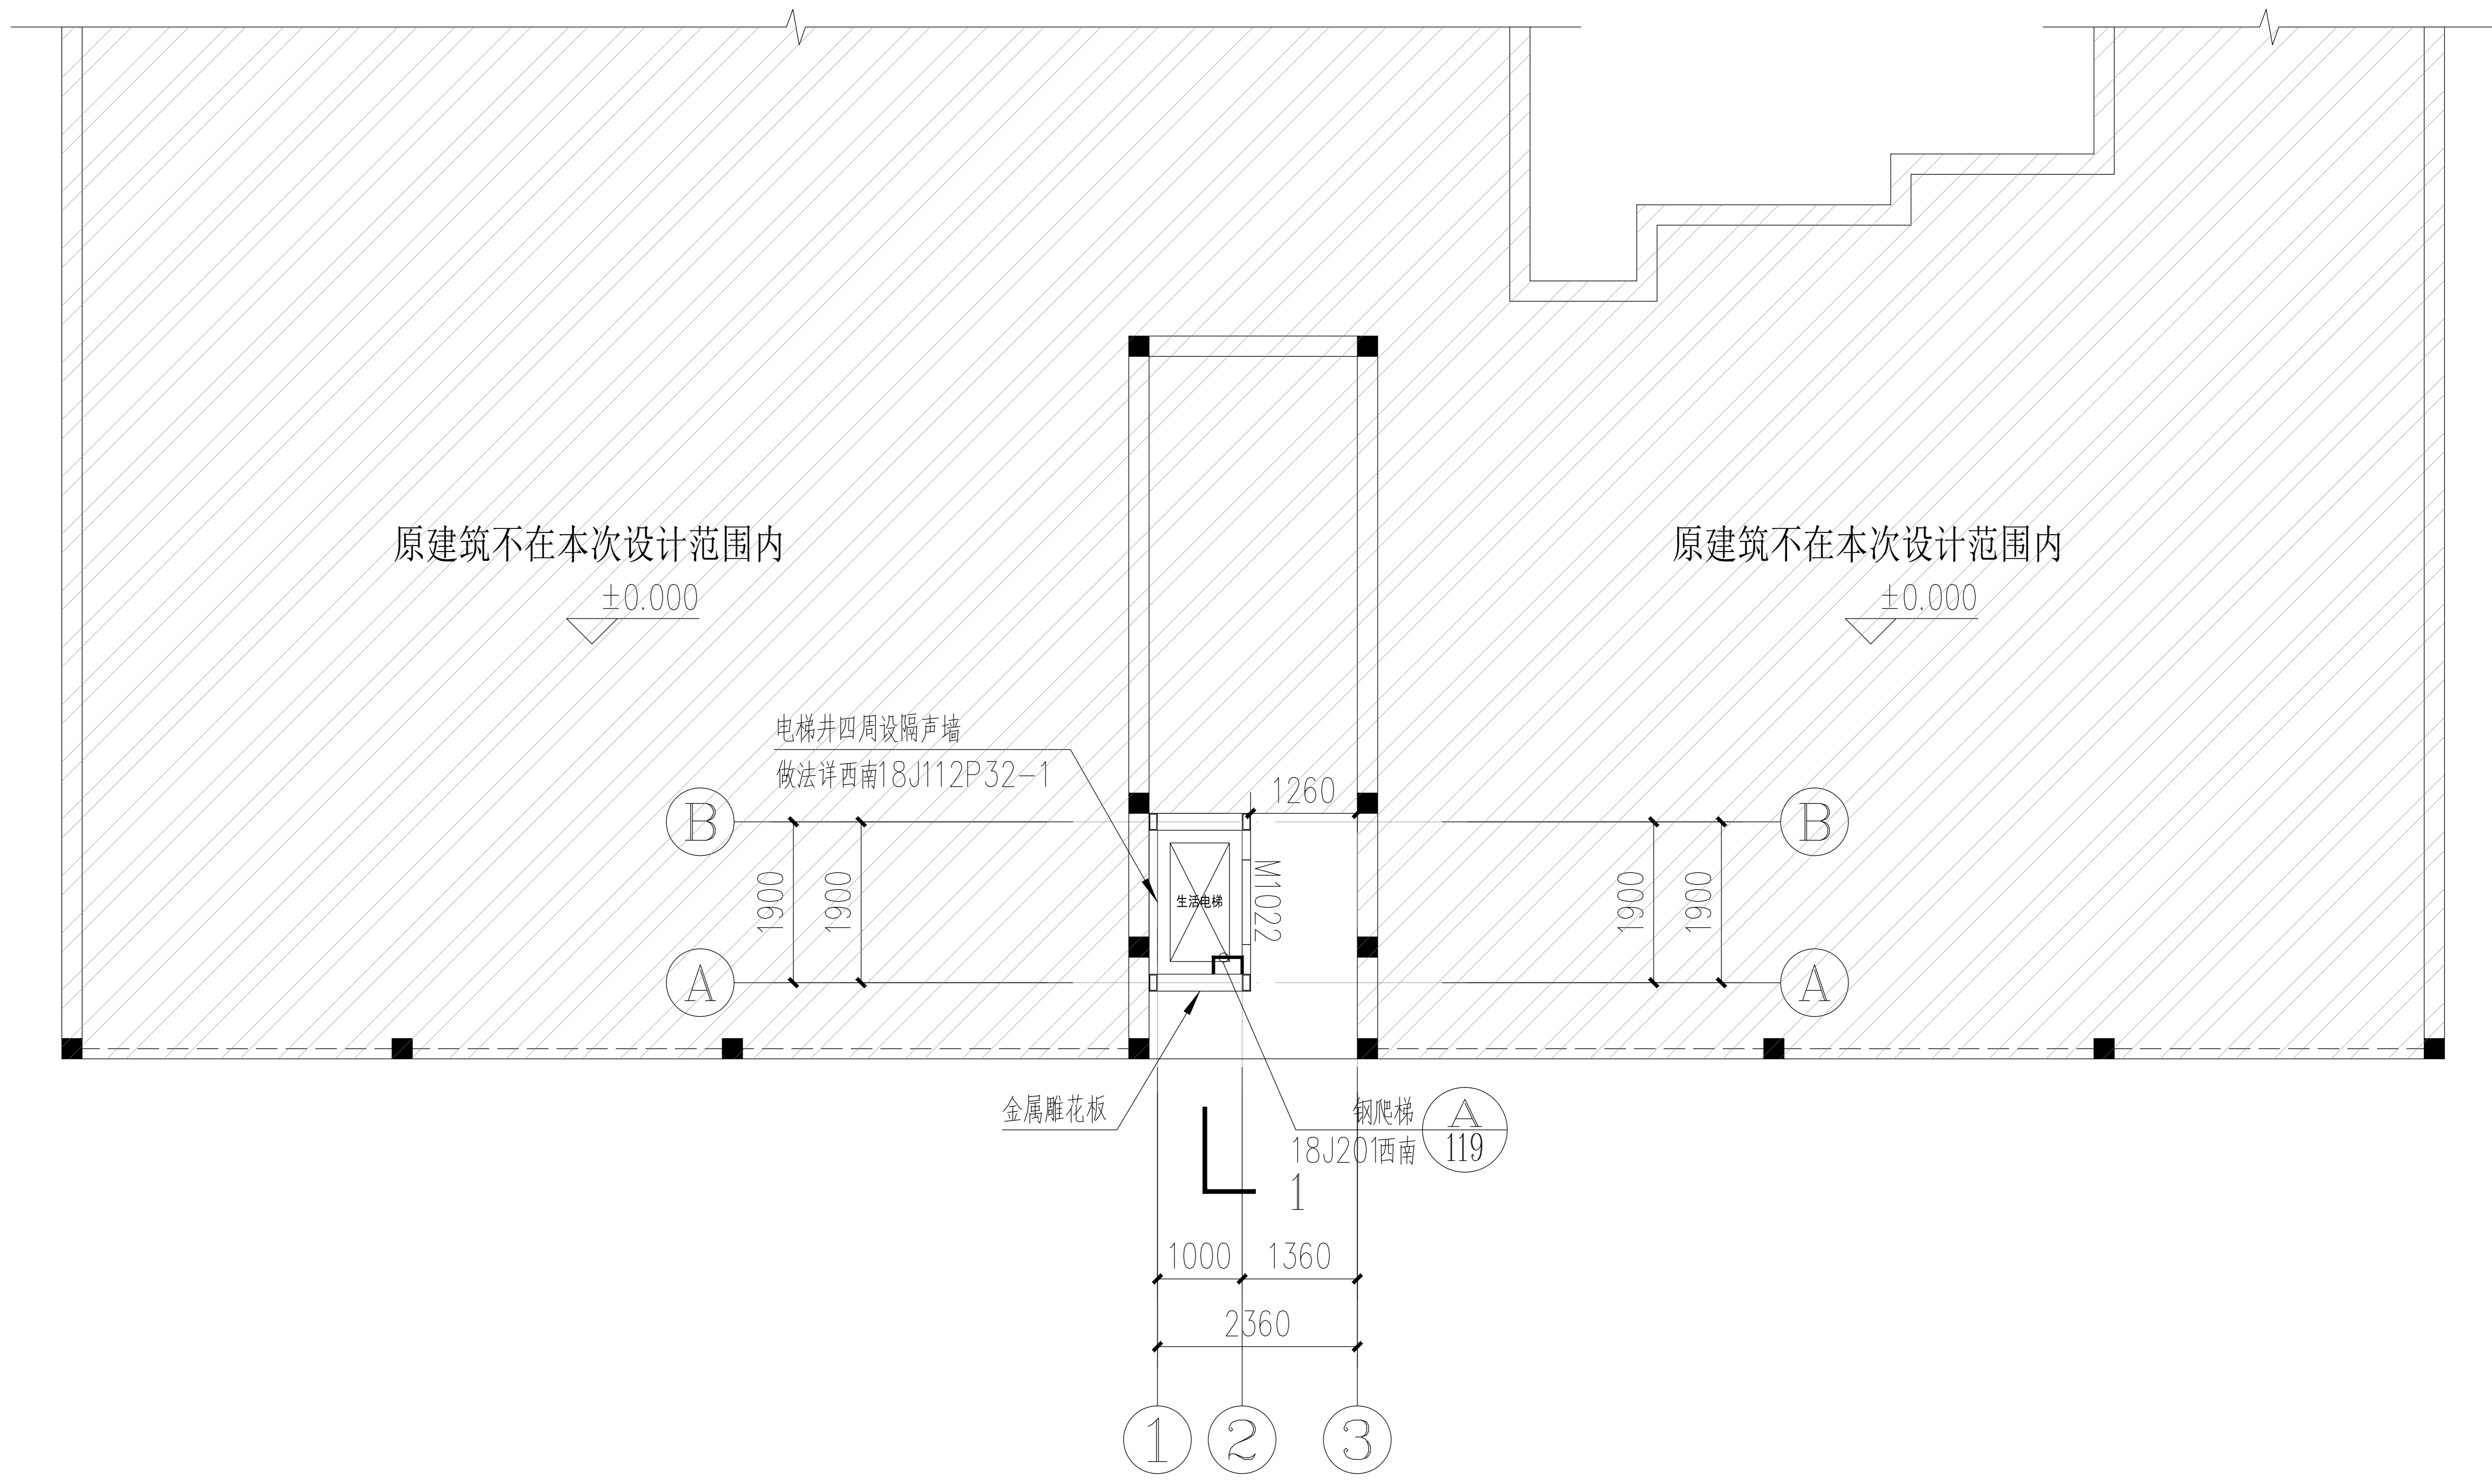 原建筑不在本次设计范围内
±0.000
原建筑不在本次设计范围内
±0.000
电梯井四周设隔声墙
做法详西南18J112P32-1
1260
B
B
1900
1900
生活电梯
M1022
1900
1900
A
A
金属雕花板
钢爬梯
18J201西南
A
119
1
1000
1360
2360
1
2
3